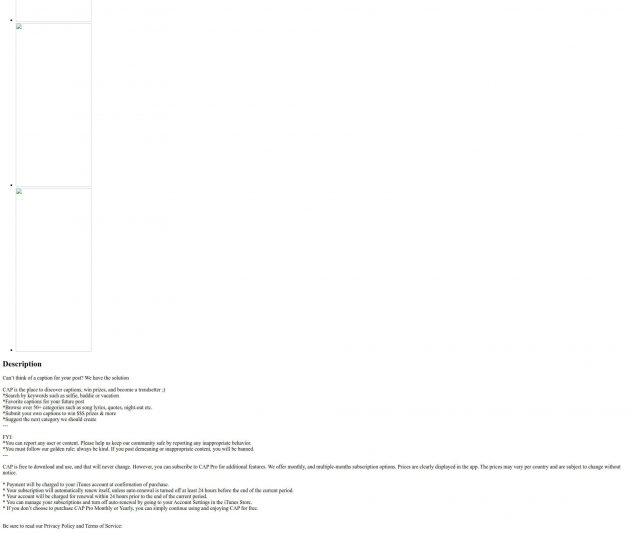 Description
Can't think of a caption for your post? We have the solution
CAP is the place to discover captions, win prizes, and become a trendsetter ;)
*Search by keywords such as selfie, baddie or vacation
*Favorite captions for your future post
*Browse over 50+ categories such as song lyrics, quotes, night-out etc.
*Submit your own captions to win $$$ prizes & more
*Suggest the next category we should create
---
FYI:
*You can report any user or content. Please help us keep our community safe by reporting any inappropriate behavior.
*You must follow our golden rule: always be kind. If you post demeaning or inappropriate content, you will be banned.
---
CAP is free to download and use, and that will never change. However, you can subscribe to CAP Pro for additional features. We offer monthly, and multiple-months subscription options. Prices are clearly displayed in the app. The prices may vary per country and are subject to change without
notice.
* Payment will be charged to your iTunes account at confirmation of purchase.
* Your subscription will automatically renew itself, unless auto-renewal is turned off at least 24 hours before the end of the current period.
* Your account will be charged for renewal within 24 hours prior to the end of the current period.
* You can manage your subscriptions and turn off auto-renewal by going to your Account Settings in the iTunes Store.
* If you don't choose to purchase CAP Pro Monthly or Yearly, you can simply continue using and enjoying CAP for free.
Be sure to read our Privacy Policy and Terms of Service: